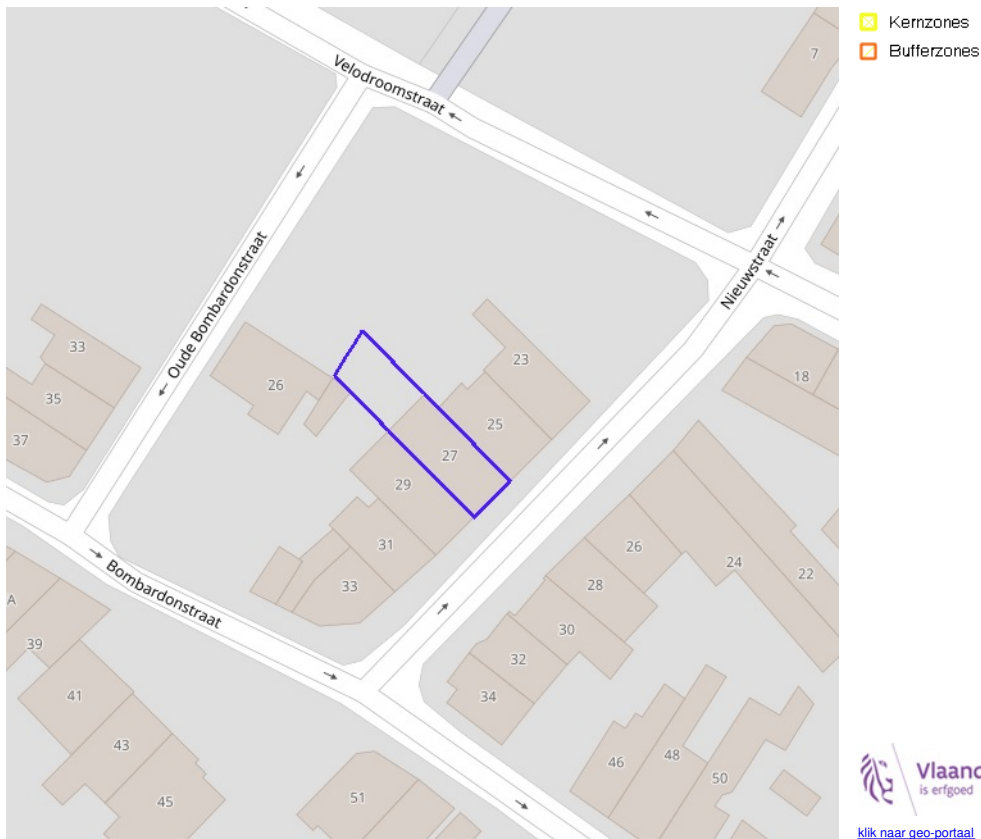 Kernzones
Bufferzones
7
Velodroomstraat
Nieuwstraat
Oude Bombardonstraat
33
35
37
26
23
25
27
29
31
33
18
26
24
22
28
30
32
34
Bombardonstraat
A
39
41
43
45
51
46
48
50
Vlaand
is erfgoed
klik naar geo-portaal